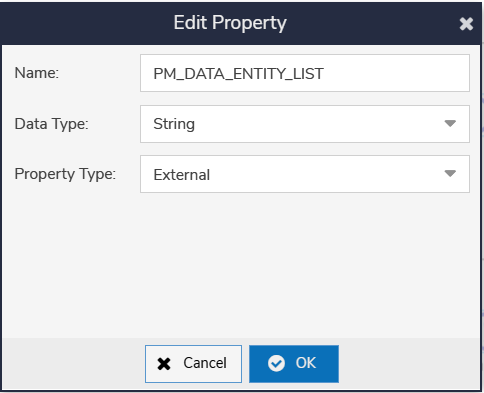 Edit Property
Name: PM_DATA_ENTITY_LIST
Data Type: String
Property Type: External
Cancel OK